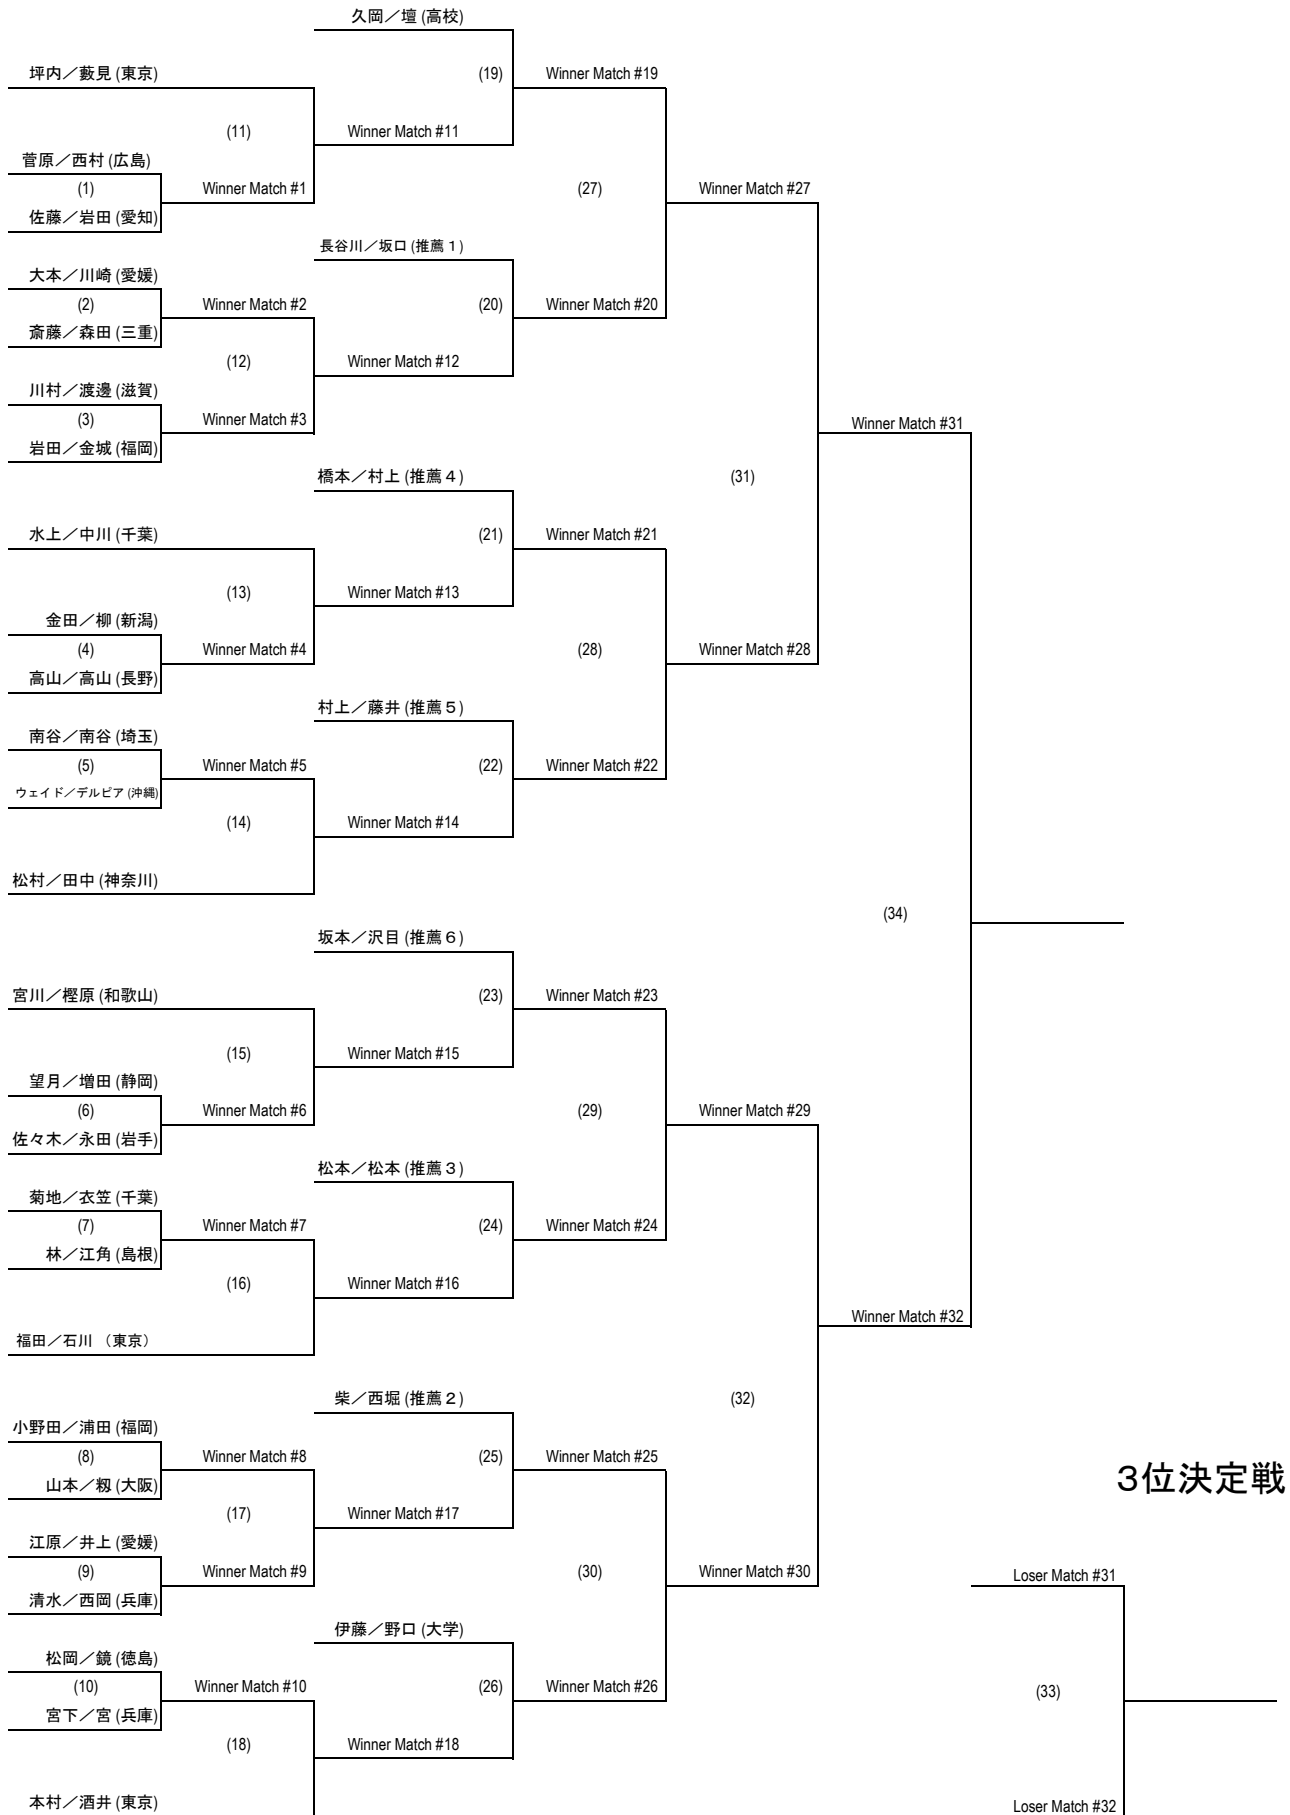 久岡／壇 (高校)
坪内／藪見 (東京)
(19)
Winner Match #19
(11)
Winner Match #11
菅原／西村 (広島)
(1)
Winner Match #1
(27)
Winner Match #27
佐藤／岩田 (愛知)
長谷川／坂口 (推薦１)
大本／川崎 (愛媛)
(2)
Winner Match #2
(20)
Winner Match #20
斎藤／森田 (三重)
(12)
Winner Match #12
川村／渡邊 (滋賀)
(3)
Winner Match #3
Winner Match #31
岩田／金城 (福岡)
橋本／村上 (推薦４)
(31)
水上／中川 (千葉)
(21)
Winner Match #21
(13)
Winner Match #13
金田／柳 (新潟)
(4)
Winner Match #4
(28)
Winner Match #28
高山／高山 (長野)
村上／藤井 (推薦５)
南谷／南谷 (埼玉)
(5)
Winner Match #5
(22)
Winner Match #22
ウェイド／デルピア (沖縄)
(14)
Winner Match #14
松村／田中 (神奈川)
(34)
坂本／沢目 (推薦６)
宮川／樫原 (和歌山)
(23)
Winner Match #23
(15)
Winner Match #15
望月／増田 (静岡)
(6)
Winner Match #6
(29)
Winner Match #29
佐々木／永田 (岩手)
松本／松本 (推薦３)
菊地／衣笠 (千葉)
(7)
Winner Match #7
(24)
Winner Match #24
林／江角 (島根)
(16)
Winner Match #16
Winner Match #32
福田／石川 （東京）
柴／西堀 (推薦２)
(32)
小野田／浦田 (福岡)
(8)
Winner Match #8
(25)
Winner Match #25
山本／籾 (大阪)
3位決定戦
(17)
Winner Match #17
江原／井上 (愛媛)
(9)
Winner Match #9
(30)
Winner Match #30
Loser Match #31
清水／西岡 (兵庫)
伊藤／野口 (大学)
松岡／鏡 (徳島)
(10)
Winner Match #10
(26)
Winner Match #26
(33)
宮下／宮 (兵庫)
(18)
Winner Match #18
本村／酒井 (東京)
Loser Match #32